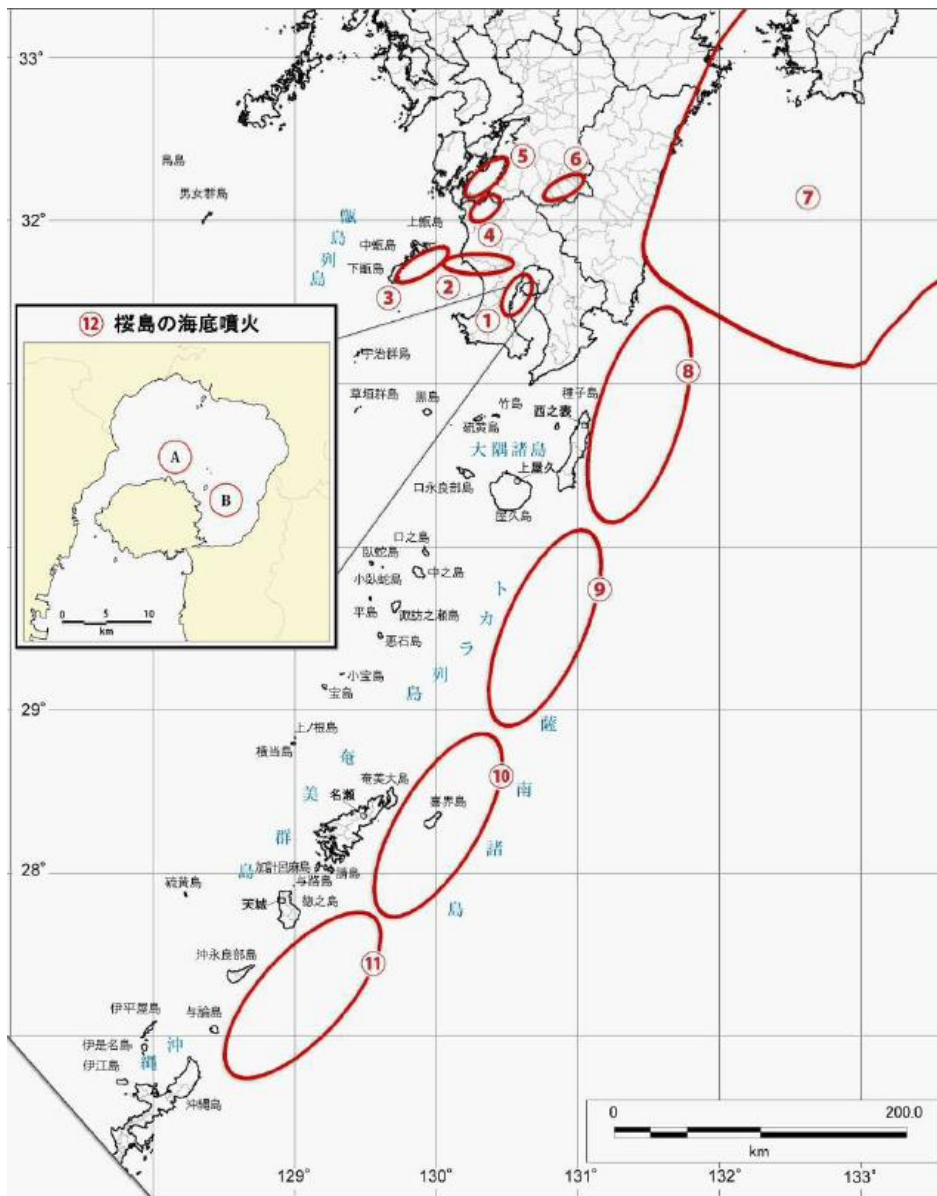 33°
⑤
⑥
鳥島
男女群島
⑦
32°
甑島列島
上甑島
中甑島
④
下甑島
②
③
①
⑫ 桜島の海底噴火
A
B
0 5 10
km
宇治群島
⑧
草垣群島
黒島
竹島
硫黄島
種子島
西之表
大隅諸島
上屋久
口永良部島
屋久島
口之島
臥蛇島
中之島
小臥蛇島
⑨
平島
諏訪之瀬島
悪石島
トカラ列島
小宝島
宝島
29°
薩南諸島
上ノ根島
横当島
⑩
奄美群島
奄美大島
名瀬
喜界島
28°
加計呂麻島
請島
与路島
硫黄島
徳之島
天城
沖永良部島
⑪
伊平屋島
与論島
伊是名島
沖縄
伊江島
沖縄島
0 200.0
km
129° 130° 131° 132° 133°